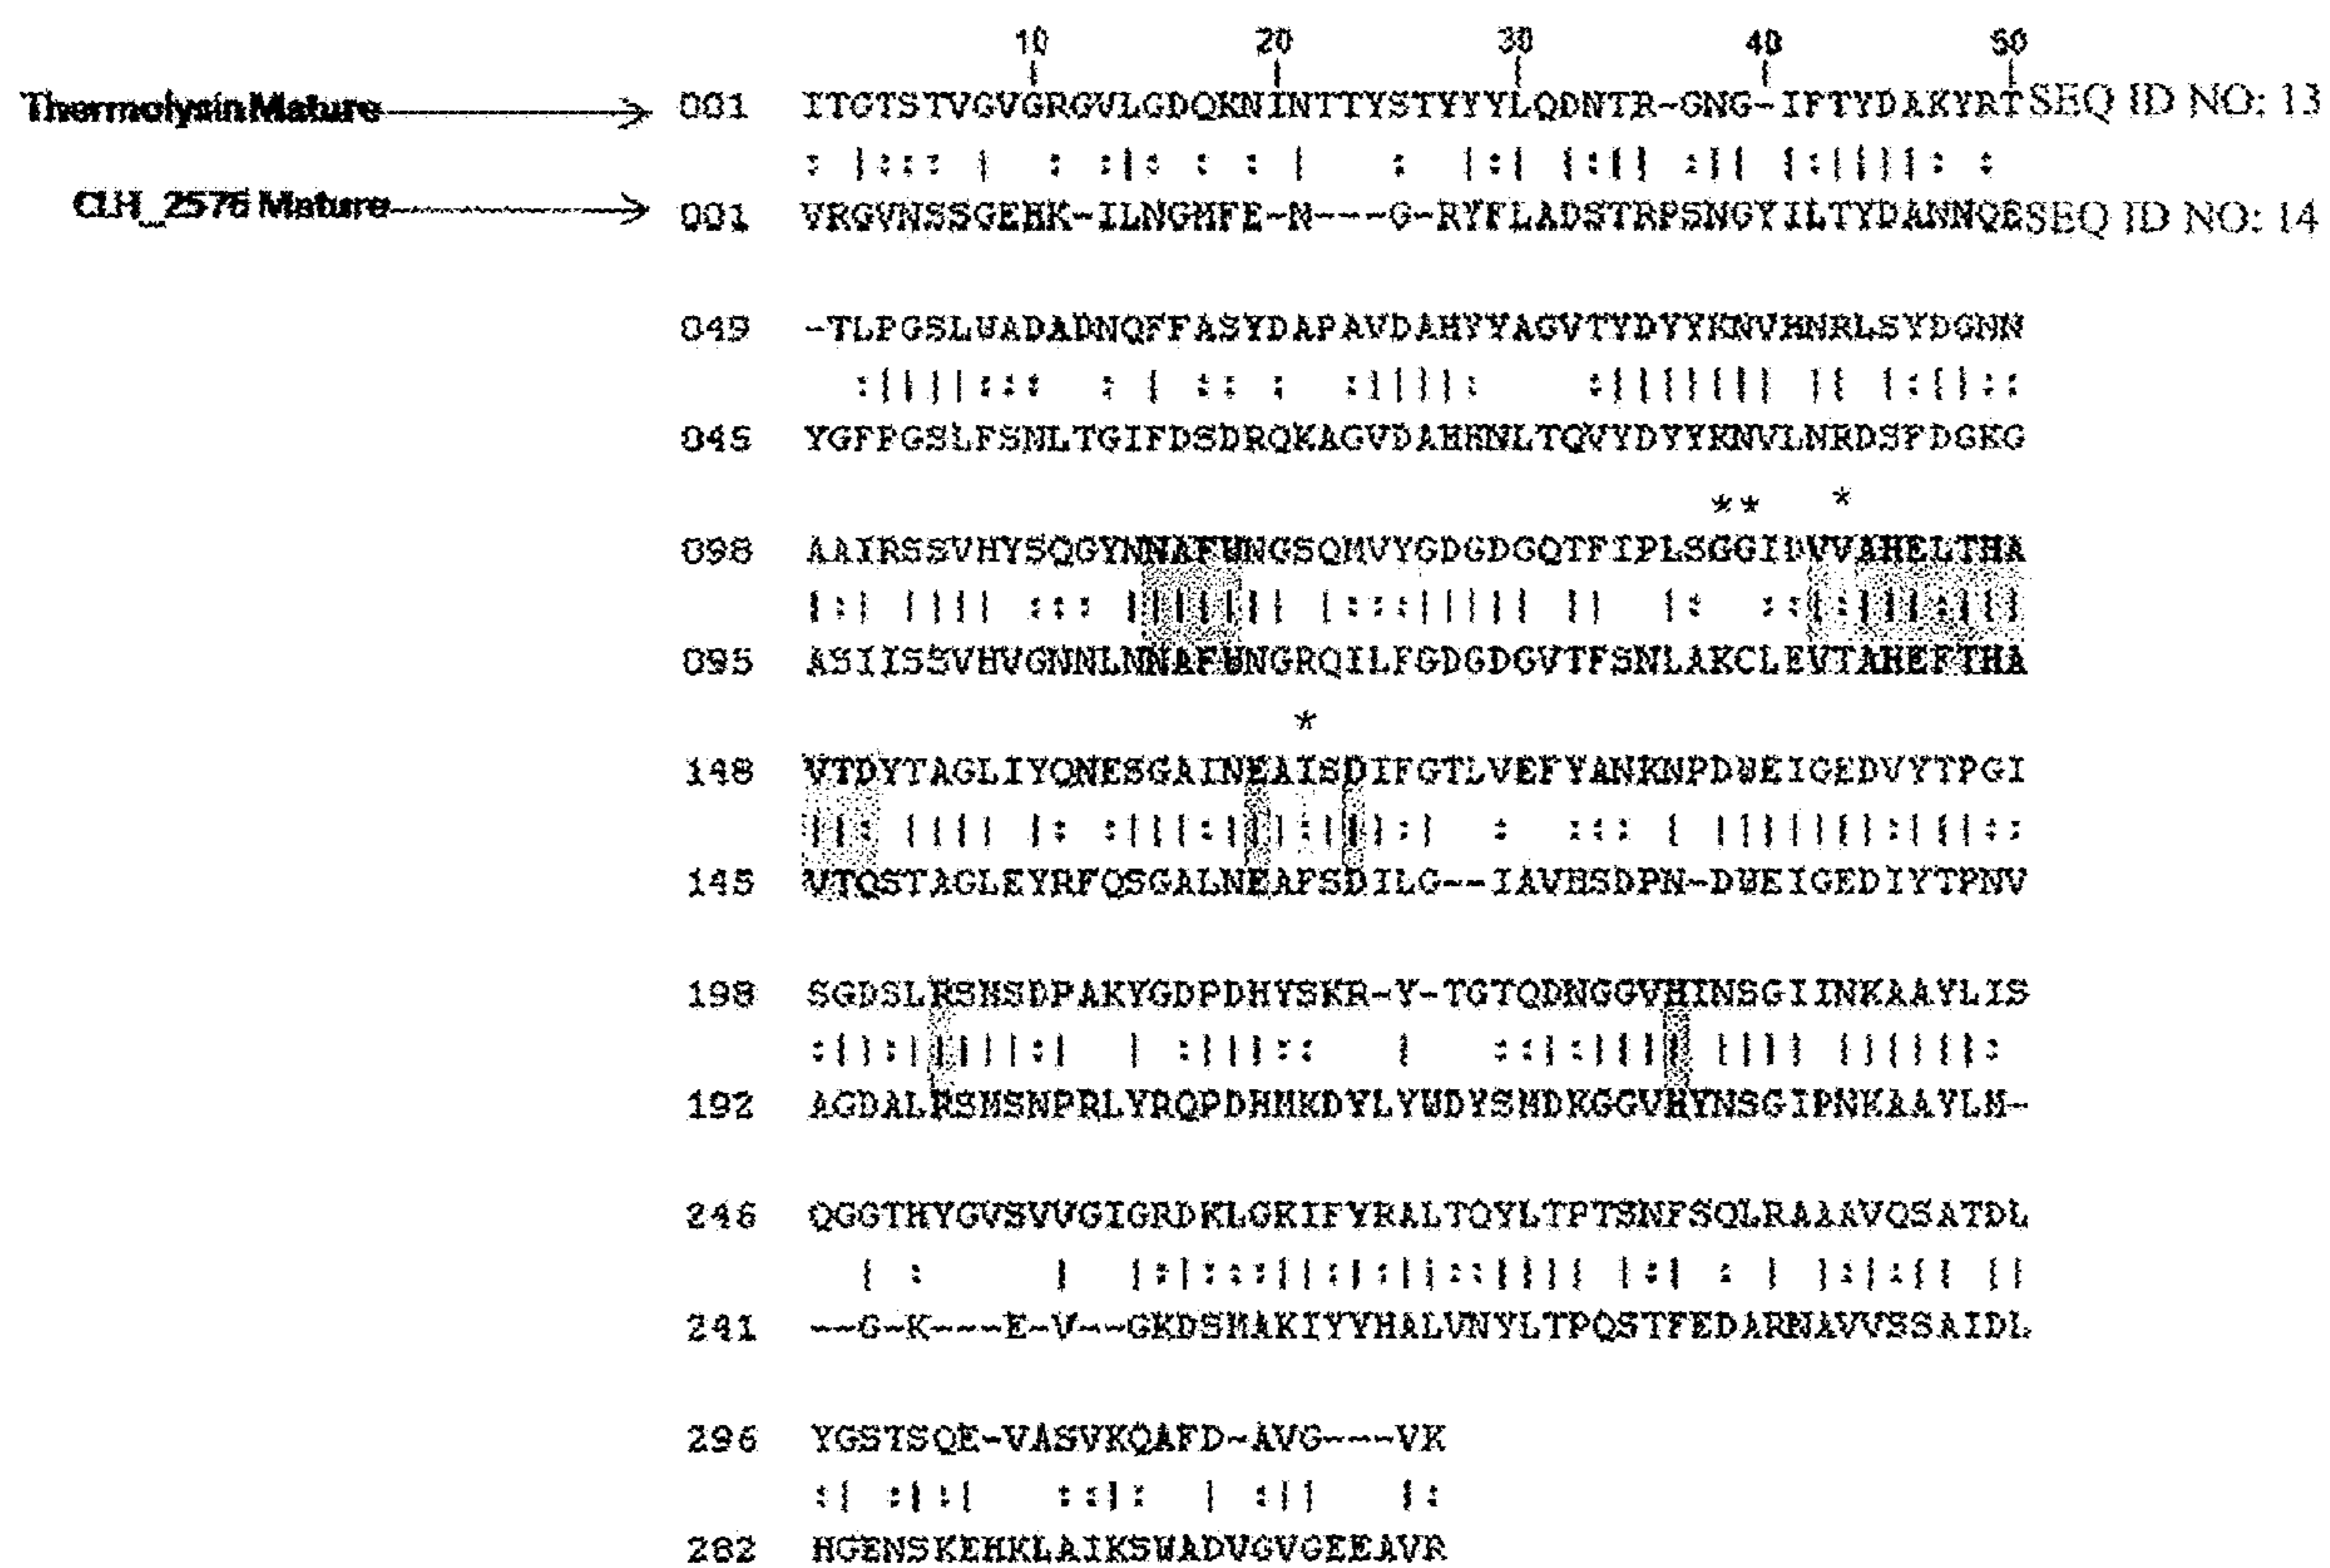 10 20 30 40 50
Thermolysin Mature 001 ITGTSTVGVGRGVLGDQKNINTTYSTYYYLQDNTR-GNG-IFTYDAKYRT SEQ ID NO: 13
: |::: | : :|: : : | : |:| |:|| :|| |:||||: :
CLH_2576 Mature 001 VRGVNSSGEHK-ILNGMFE-N---G-RYFLADSTRPSNGYILTYDANNQE SEQ ID NO: 14
049 -TLPGSLWADADNQFFASYDAPAVDAHYYAGVTYDYYKNVHNRLSYDGNN
:||||::: : | :: : :||||: :||||||| || |:||::
045 YGFPGSLFSNLTGIFDSDRQKAGVDAHHNLTQVYDYYKNVLNRDSFDGKG
** *
098 AAIRSSVHYSQGYNNAFWNGSQMVYGDGDGQTFIPLSGGIDVVAHELTHA
|:| |||| ::: ||||||| |:::||||| || |: ::|:|||:|||
095 ASIISSVHVGNNLNNAFWNGRQILFGDGDGVTFSNLAKCLEVTAHEFTHA
*
148 VTDYTAGLIYQNESGAINEAISDIFGTLVEFYANKNPDWEIGEDVYTPGI
||: |||| |: :|||:||| :|||:| : ::: | |||||||:|||::
145 VTQSTAGLEYRFQSGALNEAFSDILG--IAVHSDPN-DWEIGEDIYTPNV
198 SGDSLRSMSDPAKYGDPDHYSKR-Y-TGTQDNGGVHINSGIINKAAYLIS
:||:|||||:| | :|||:: | ::|:||||| |||| ||||||:
192 AGDALRSMSNPRLYRQPDHMKDYLYWDYSMDKGGVHYNSGIPNKAAYLM-
246 QGGTHYGVSVVGIGRDKLGKIFYRALTQYLTPTSNFSQLRAAAVQSATDL
| : | |:|:::||:|:||::|||| |:| : | |:|:|| ||
241 --G-K---E-V--GKDSMAKIYYHALVNYLTPQSTFEDARNAVVSSAIDL
296 YGSTSQE-VASVKQAFD-AVG---VK
:| :|:| ::|: | :|| |:
282 HGENSKEHKLAIKSWADVGVGEEAVR